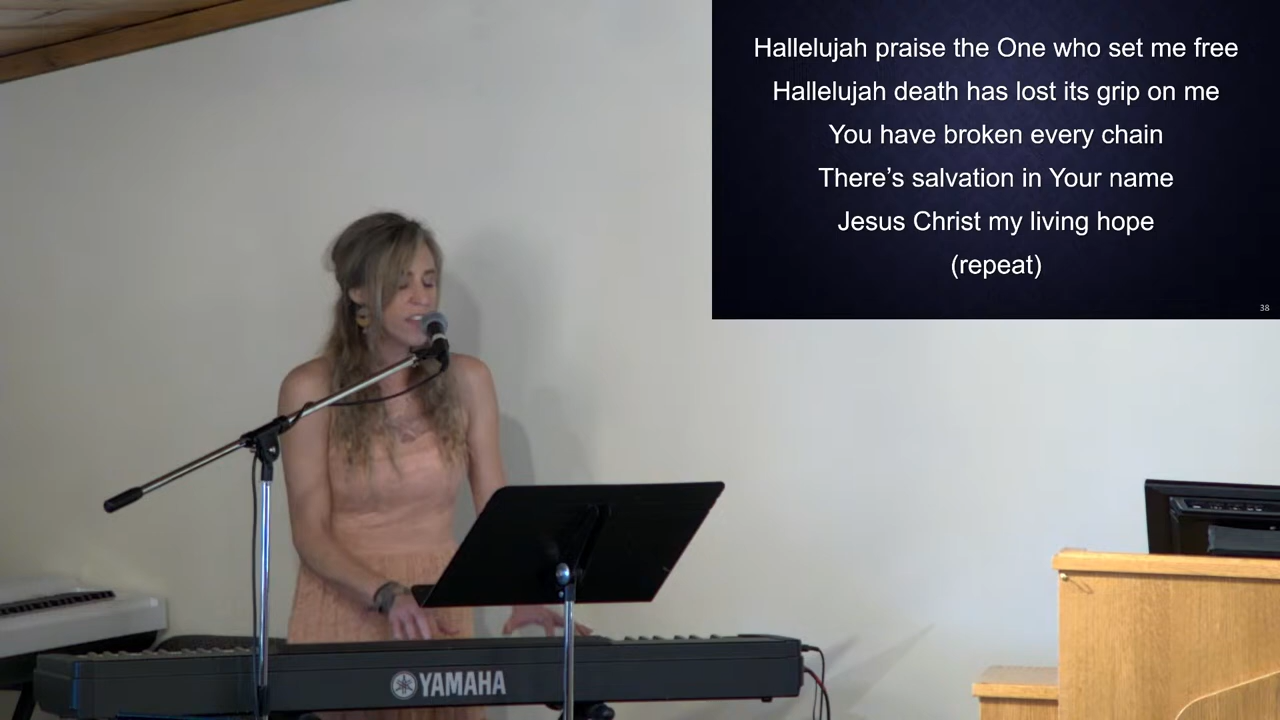 Hallelujah praise the One who set me free
Hallelujah death has lost its grip on me
You have broken every chain
There’s salvation in Your name
Jesus Christ my living hope
(repeat)
38
YAMAHA